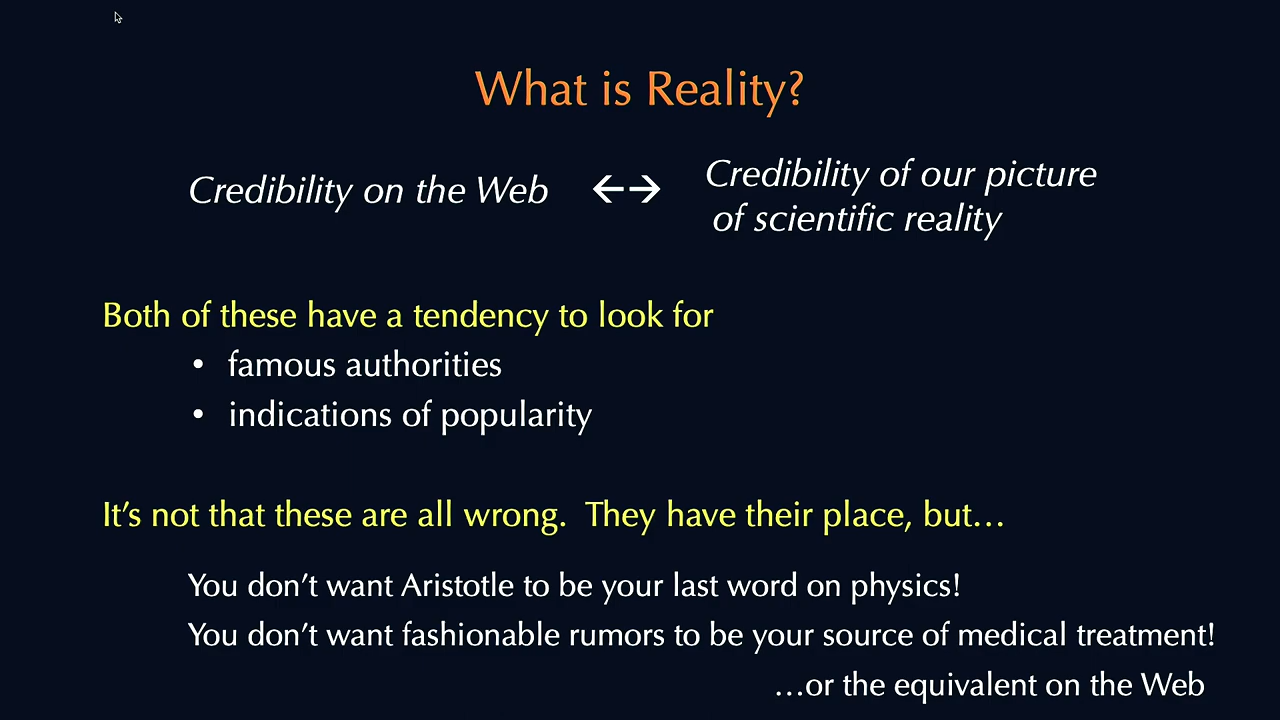 What is Reality?
Credibility on the Web ←→ Credibility of our picture
of scientific reality
Both of these have a tendency to look for
• famous authorities
• indications of popularity
It’s not that these are all wrong.  They have their place, but…
You don’t want Aristotle to be your last word on physics!
You don’t want fashionable rumors to be your source of medical treatment!
…or the equivalent on the Web